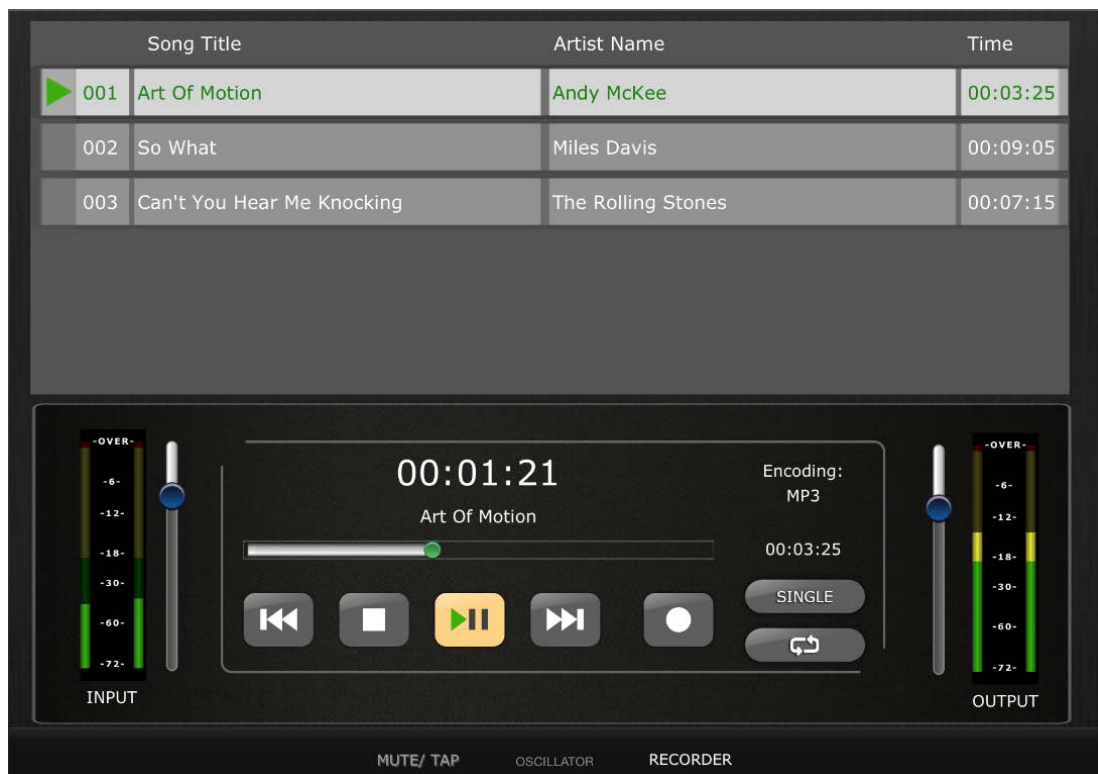 Song Title Artist Name Time
001 Art Of Motion Andy McKee 00:03:25
002 So What Miles Davis 00:09:05
003 Can't You Hear Me Knocking The Rolling Stones 00:07:15
-OVER-
-6-
-12-
-18-
-30-
-60-
-72-
INPUT
00:01:21
Art Of Motion
Encoding:
MP3
00:03:25
SINGLE
-OVER-
-6-
-12-
-18-
-30-
-60-
-72-
OUTPUT
MUTE/ TAP OSCILLATOR RECORDER